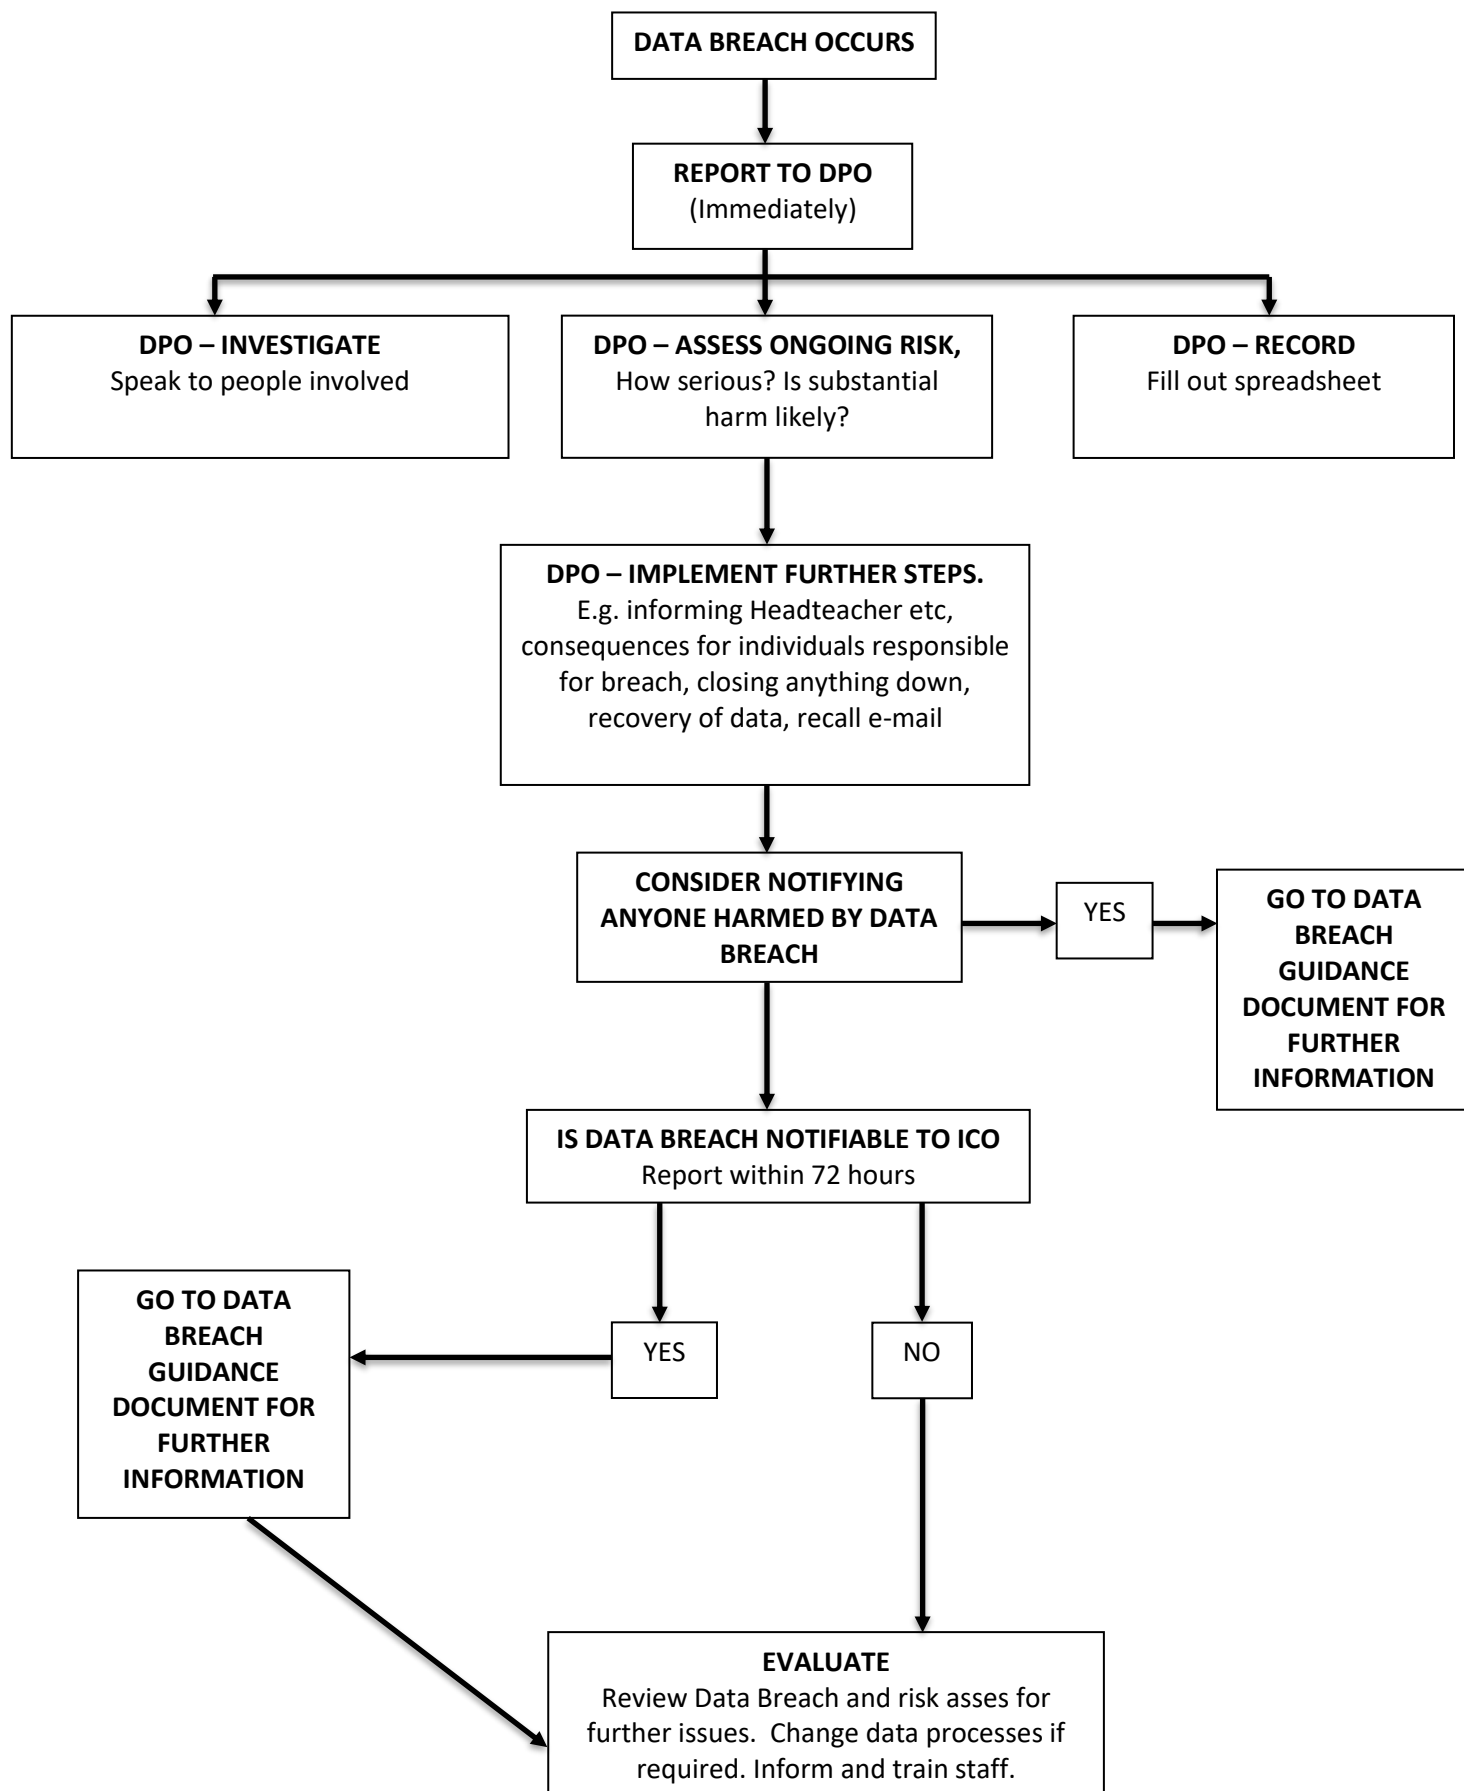 DATA BREACH OCCURS
REPORT TO DPO
(Immediately)
DPO – INVESTIGATE
Speak to people involved
DPO – ASSESS ONGOING RISK,
How serious? Is substantial
harm likely?
DPO – RECORD
Fill out spreadsheet
DPO – IMPLEMENT FURTHER STEPS.
E.g. informing Headteacher etc,
consequences for individuals responsible
for breach, closing anything down,
recovery of data, recall e-mail
CONSIDER NOTIFYING
ANYONE HARMED BY DATA
BREACH
YES
GO TO DATA
BREACH
GUIDANCE
DOCUMENT FOR
FURTHER
INFORMATION
IS DATA BREACH NOTIFIABLE TO ICO
Report within 72 hours
GO TO DATA
BREACH
GUIDANCE
DOCUMENT FOR
FURTHER
INFORMATION
YES
NO
EVALUATE
Review Data Breach and risk asses for
further issues.  Change data processes if
required. Inform and train staff.